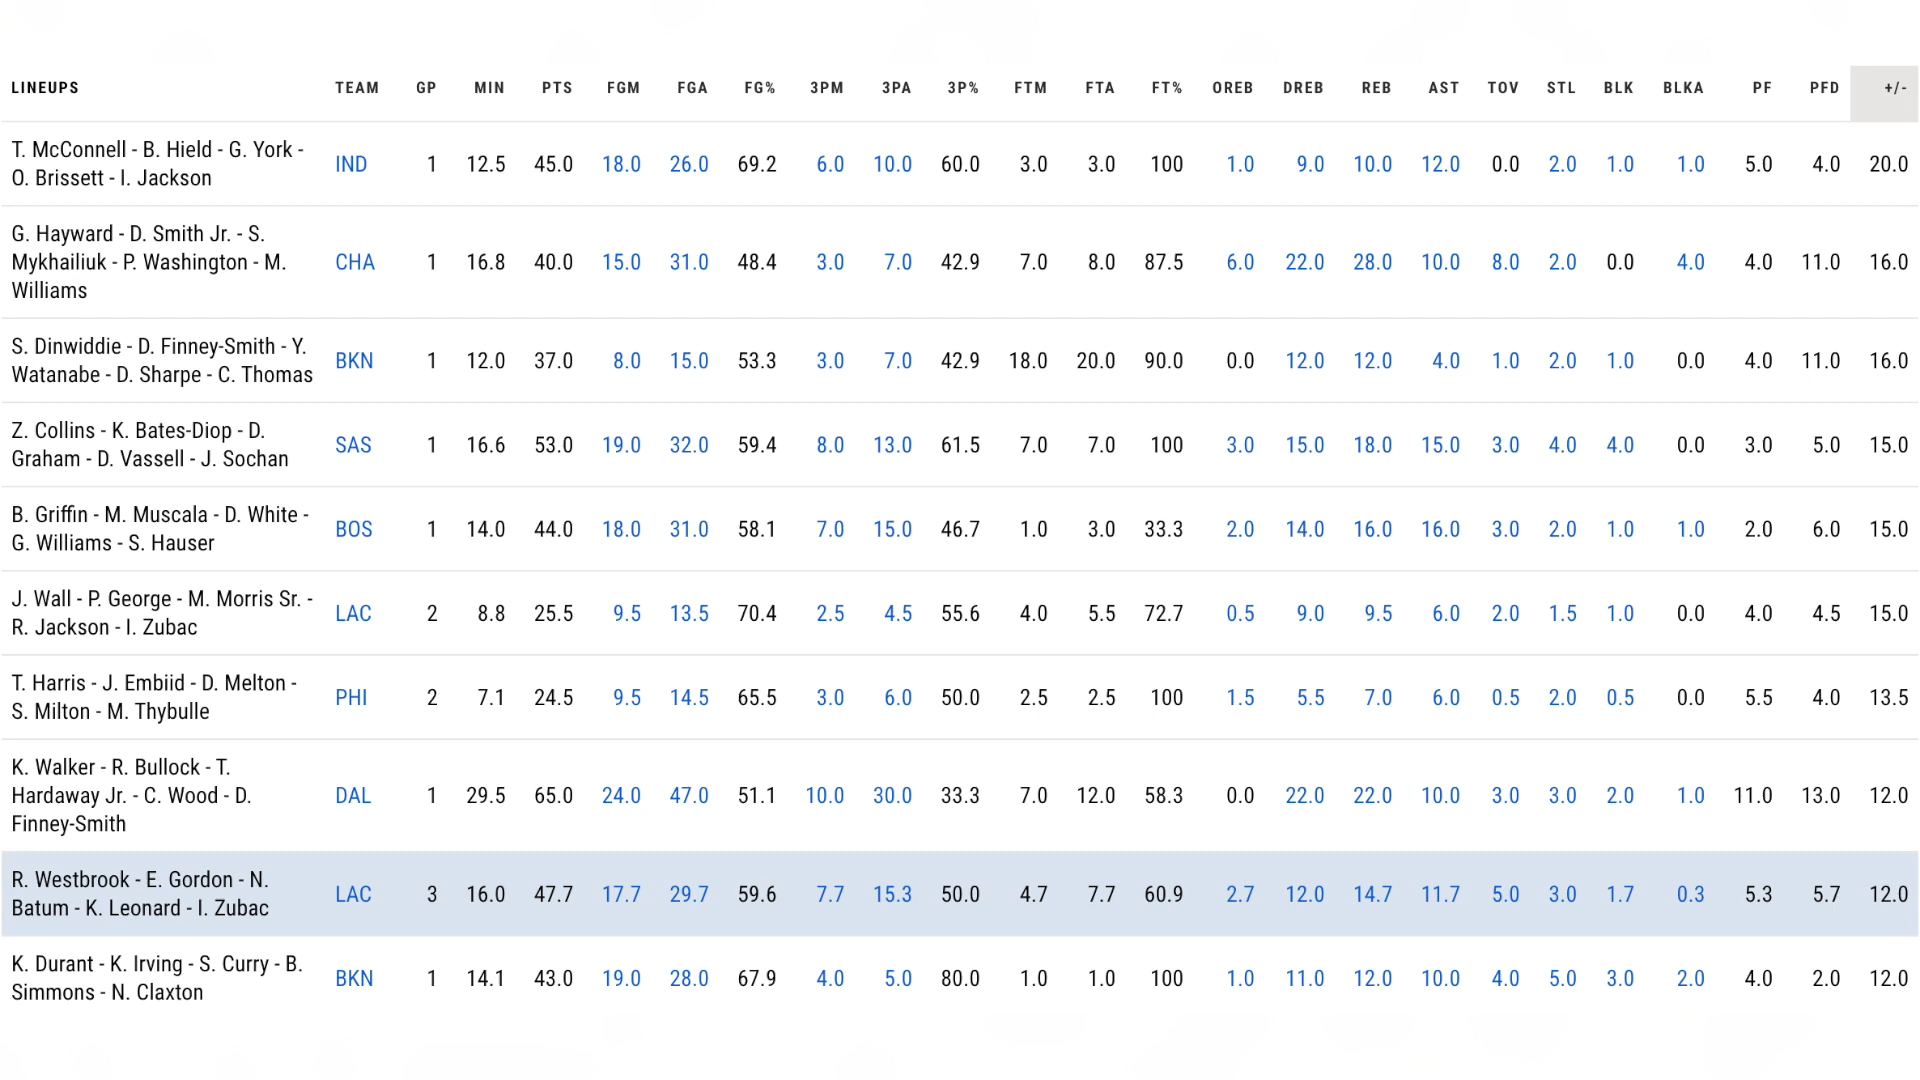 LINEUPS TEAM GP MIN PTS FGM FGA FG% 3PM 3PA 3P% FTM FTA FT% OREB DREB REB AST TOV STL BLK BLKA PF PFD +/-
T. McConnell - B. Hield - G. York -
O. Brissett - I. Jackson
IND 1 12.5 45.0 18.0 26.0 69.2 6.0 10.0 60.0 3.0 3.0 100 1.0 9.0 10.0 12.0 0.0 2.0 1.0 1.0 5.0 4.0 20.0
G. Hayward - D. Smith Jr. - S.
Mykhailiuk - P. Washington - M.
Williams
CHA 1 16.8 40.0 15.0 31.0 48.4 3.0 7.0 42.9 7.0 8.0 87.5 6.0 22.0 28.0 10.0 8.0 2.0 0.0 4.0 4.0 11.0 16.0
S. Dinwiddie - D. Finney-Smith - Y.
Watanabe - D. Sharpe - C. Thomas
BKN 1 12.0 37.0 8.0 15.0 53.3 3.0 7.0 42.9 18.0 20.0 90.0 0.0 12.0 12.0 4.0 1.0 2.0 1.0 0.0 4.0 11.0 16.0
Z. Collins - K. Bates-Diop - D.
Graham - D. Vassell - J. Sochan
SAS 1 16.6 53.0 19.0 32.0 59.4 8.0 13.0 61.5 7.0 7.0 100 3.0 15.0 18.0 15.0 3.0 4.0 4.0 0.0 3.0 5.0 15.0
B. Griffin - M. Muscala - D. White -
G. Williams - S. Hauser
BOS 1 14.0 44.0 18.0 31.0 58.1 7.0 15.0 46.7 1.0 3.0 33.3 2.0 14.0 16.0 16.0 3.0 2.0 1.0 1.0 2.0 6.0 15.0
J. Wall - P. George - M. Morris Sr. -
R. Jackson - I. Zubac
LAC 2 8.8 25.5 9.5 13.5 70.4 2.5 4.5 55.6 4.0 5.5 72.7 0.5 9.0 9.5 6.0 2.0 1.5 1.0 0.0 4.0 4.5 15.0
T. Harris - J. Embiid - D. Melton -
S. Milton - M. Thybulle
PHI 2 7.1 24.5 9.5 14.5 65.5 3.0 6.0 50.0 2.5 2.5 100 1.5 5.5 7.0 6.0 0.5 2.0 0.5 0.0 5.5 4.0 13.5
K. Walker - R. Bullock - T.
Hardaway Jr. - C. Wood - D.
Finney-Smith
DAL 1 29.5 65.0 24.0 47.0 51.1 10.0 30.0 33.3 7.0 12.0 58.3 0.0 22.0 22.0 10.0 3.0 3.0 2.0 1.0 11.0 13.0 12.0
R. Westbrook - E. Gordon - N.
Batum - K. Leonard - I. Zubac
LAC 3 16.0 47.7 17.7 29.7 59.6 7.7 15.3 50.0 4.7 7.7 60.9 2.7 12.0 14.7 11.7 5.0 3.0 1.7 0.3 5.3 5.7 12.0
K. Durant - K. Irving - S. Curry - B.
Simmons - N. Claxton
BKN 1 14.1 43.0 19.0 28.0 67.9 4.0 5.0 80.0 1.0 1.0 100 1.0 11.0 12.0 10.0 4.0 5.0 3.0 2.0 4.0 2.0 12.0